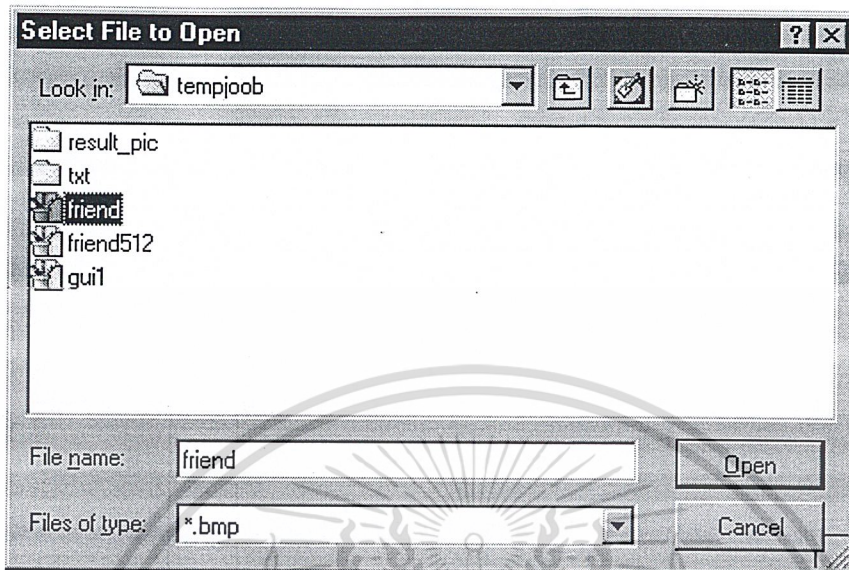 Select File to Open
Look in: tempjoob
result_pic
txt
friend
friend512
gui1
File name: friend Open
Files of type: *.bmp Cancel